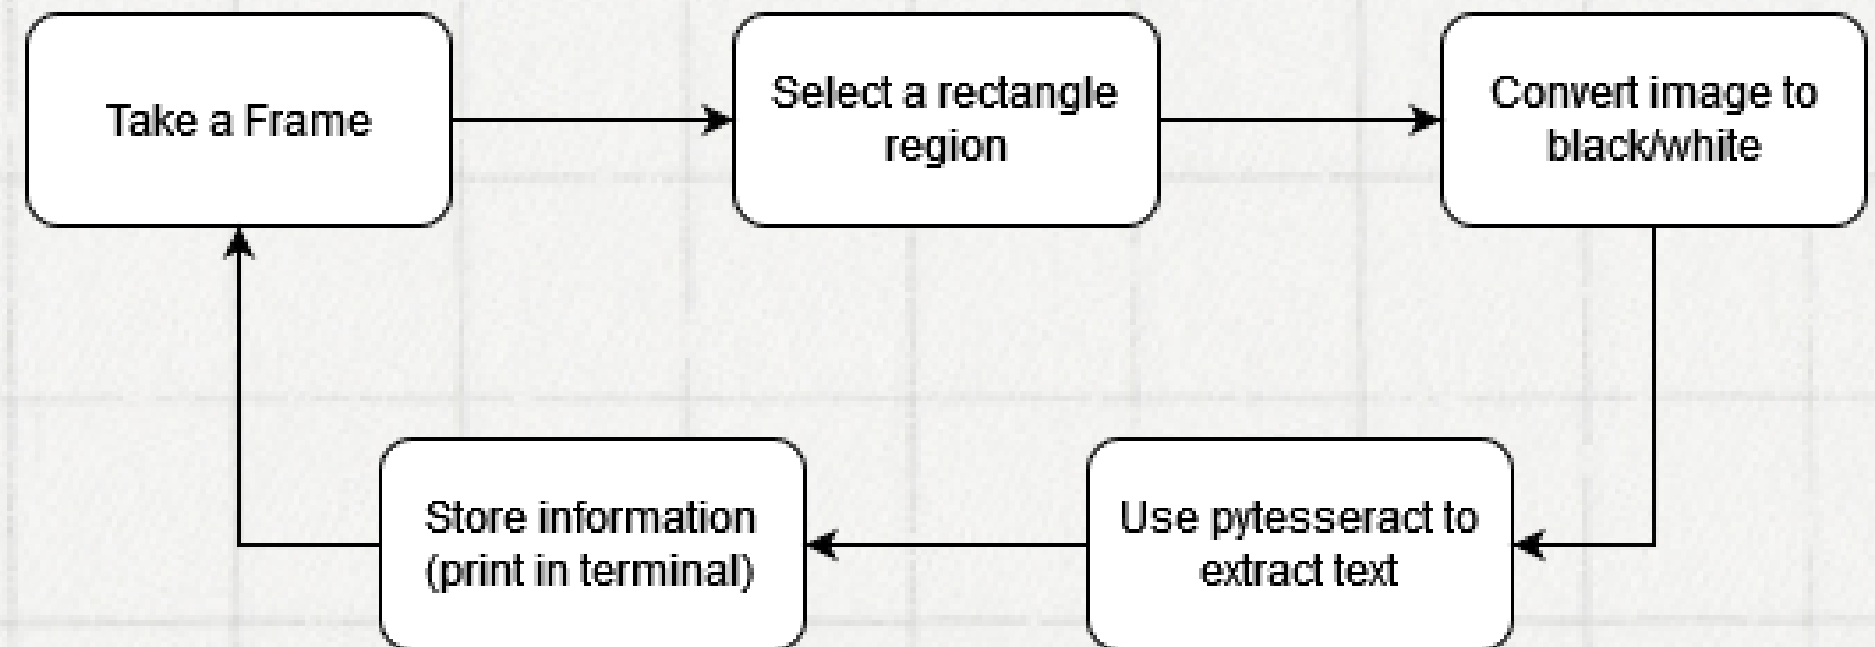 Take a Frame
Select a rectangle
region
Convert image to
black/white
Use pytesseract to
extract text
Store information
(print in terminal)